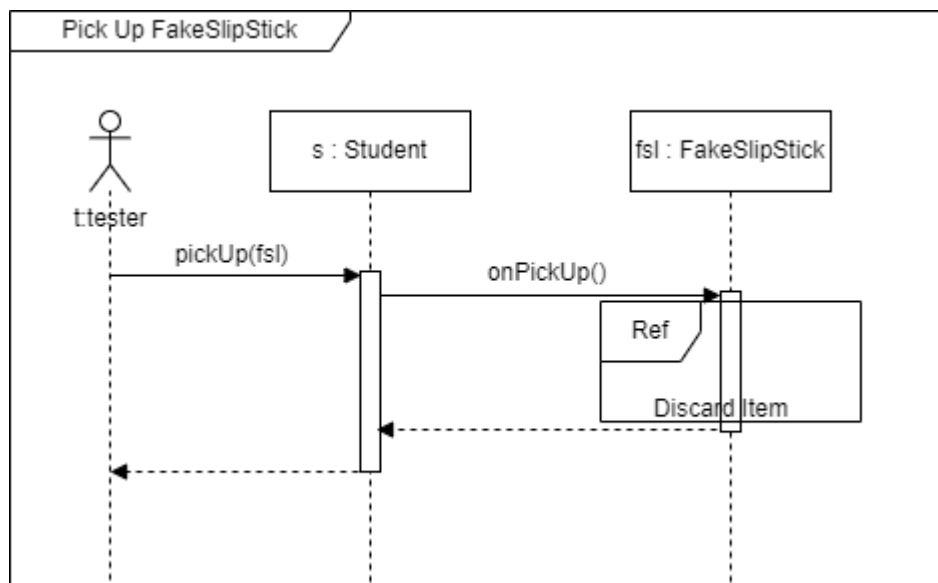 Pick Up FakeSlipStick
s : Student
fsl : FakeSlipStick
t:tester
pickUp(fsl)
onPickUp()
Ref
Discard Item